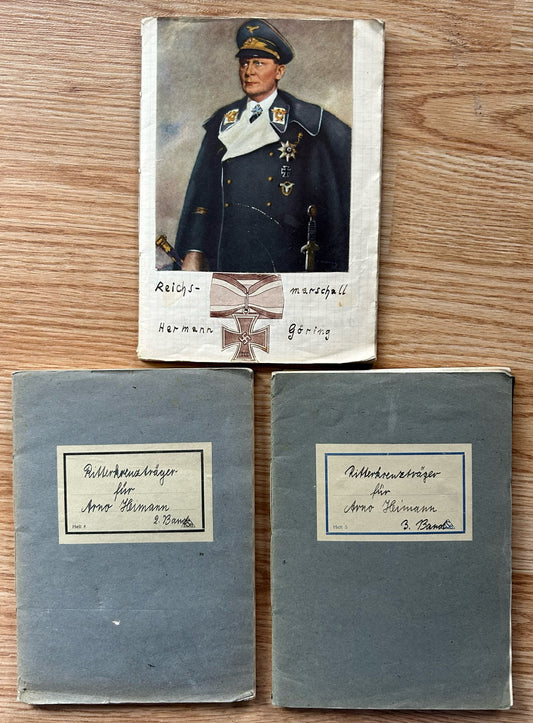 Reichs- marschall
Hermann Göring
Ritterkreuzträger
für
Arno Heimann
2. Band
Heft 4
Ritterkreuzträger
für
Arno Heimann
3. Band
Heft 5